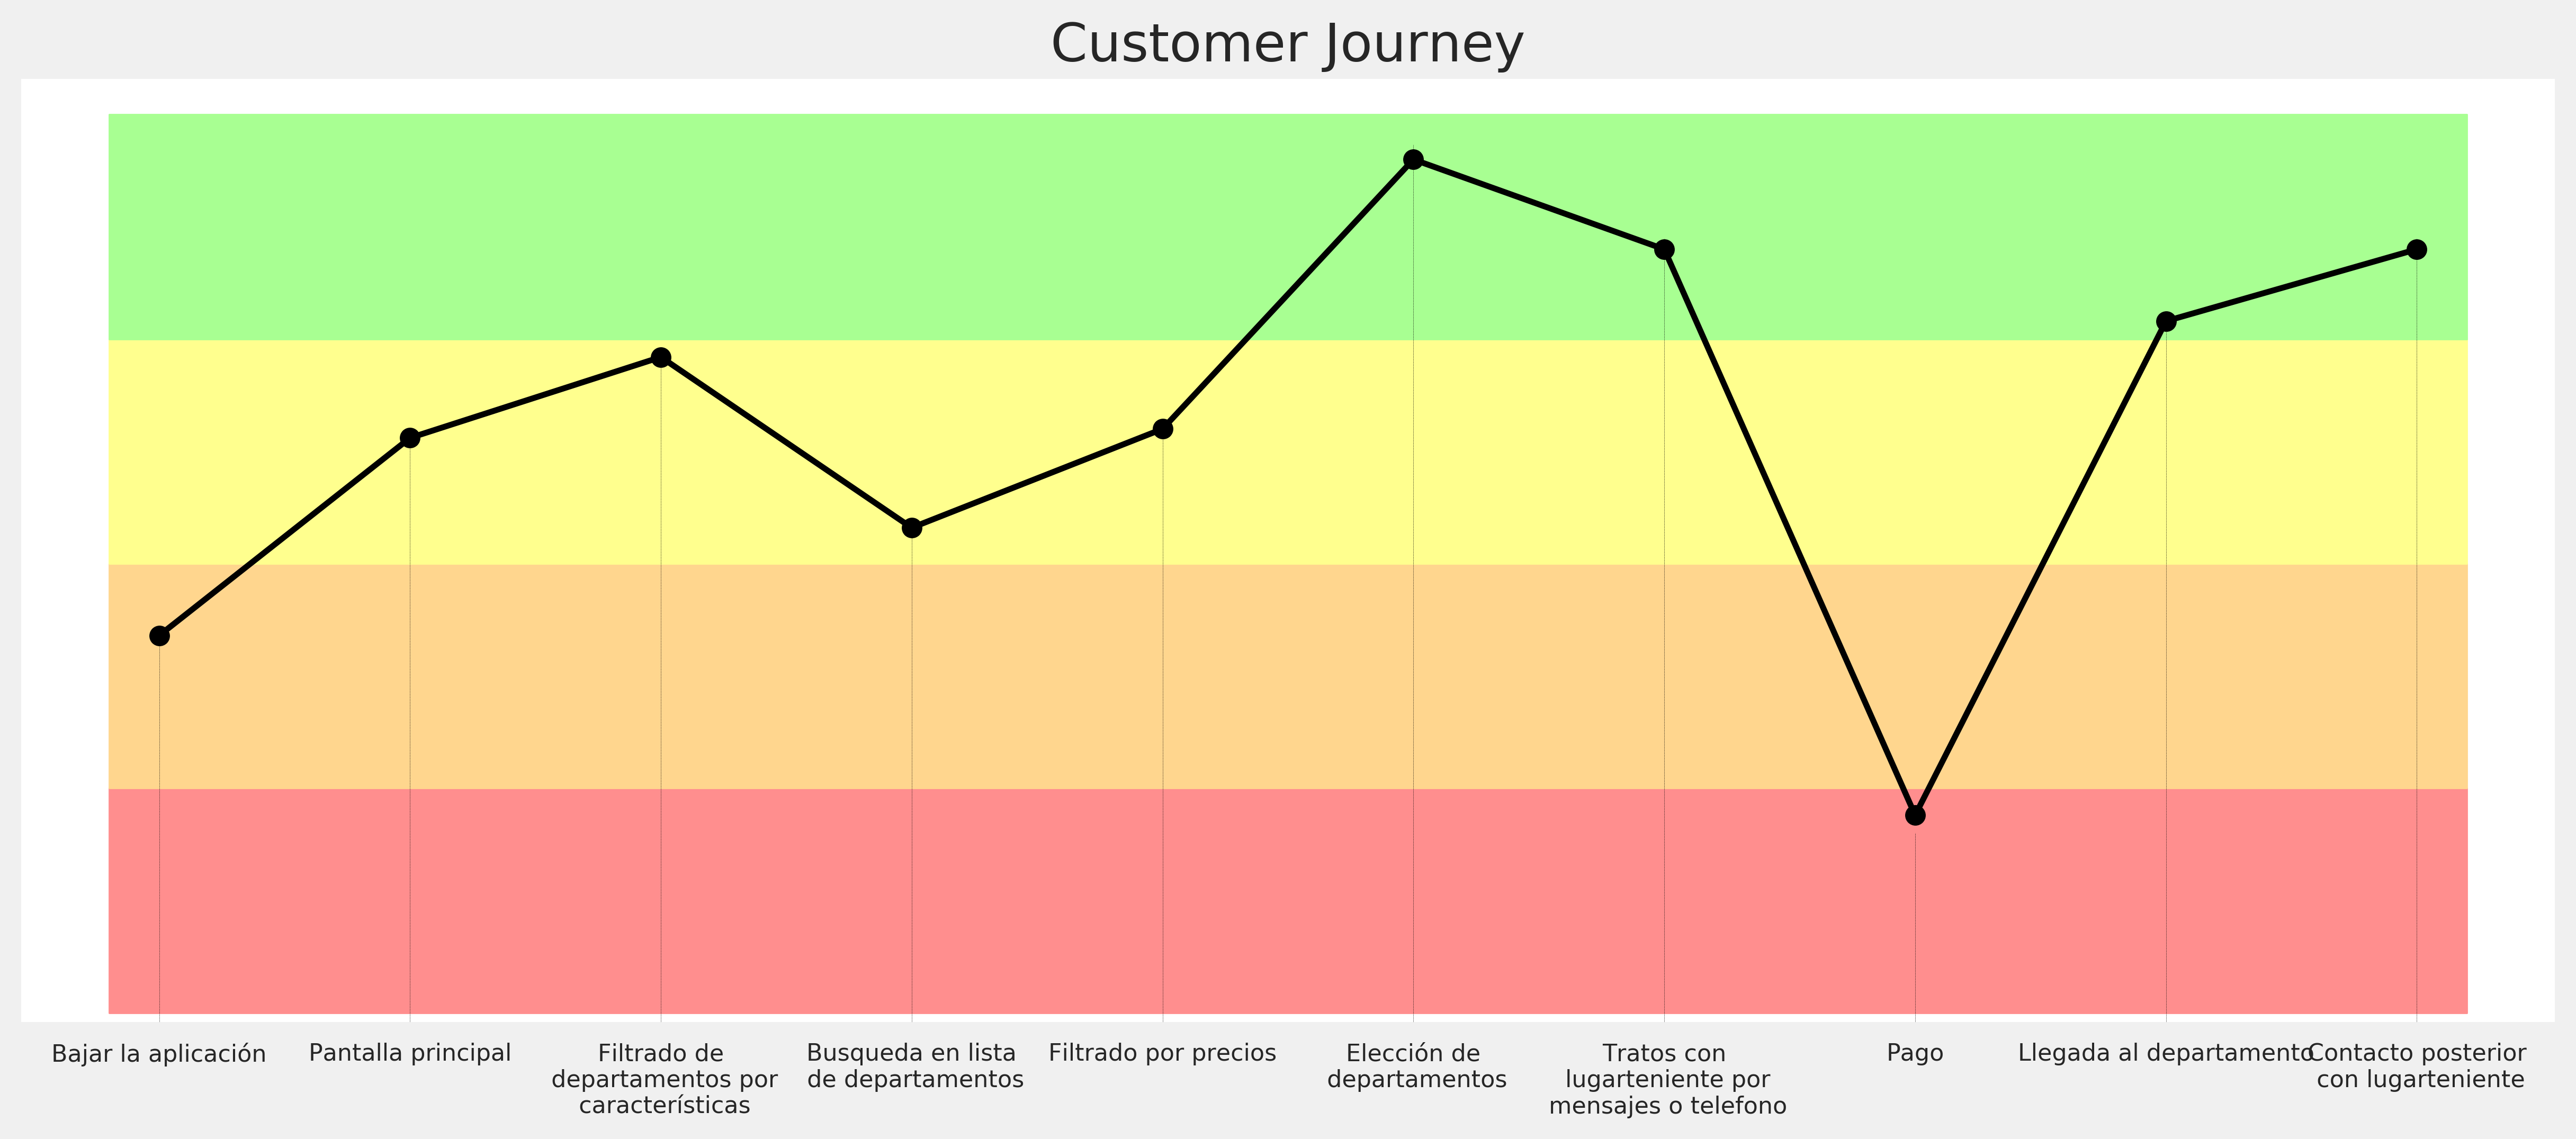 Customer Journey
Bajar la aplicación
Pantalla principal
Filtrado de
departamentos por
características
Busqueda en lista
de departamentos
Filtrado por precios
Elección de
departamentos
Tratos con
lugarteniente por
mensajes o telefono
Pago
Llegada al departamento
Contacto posterior
con lugarteniente